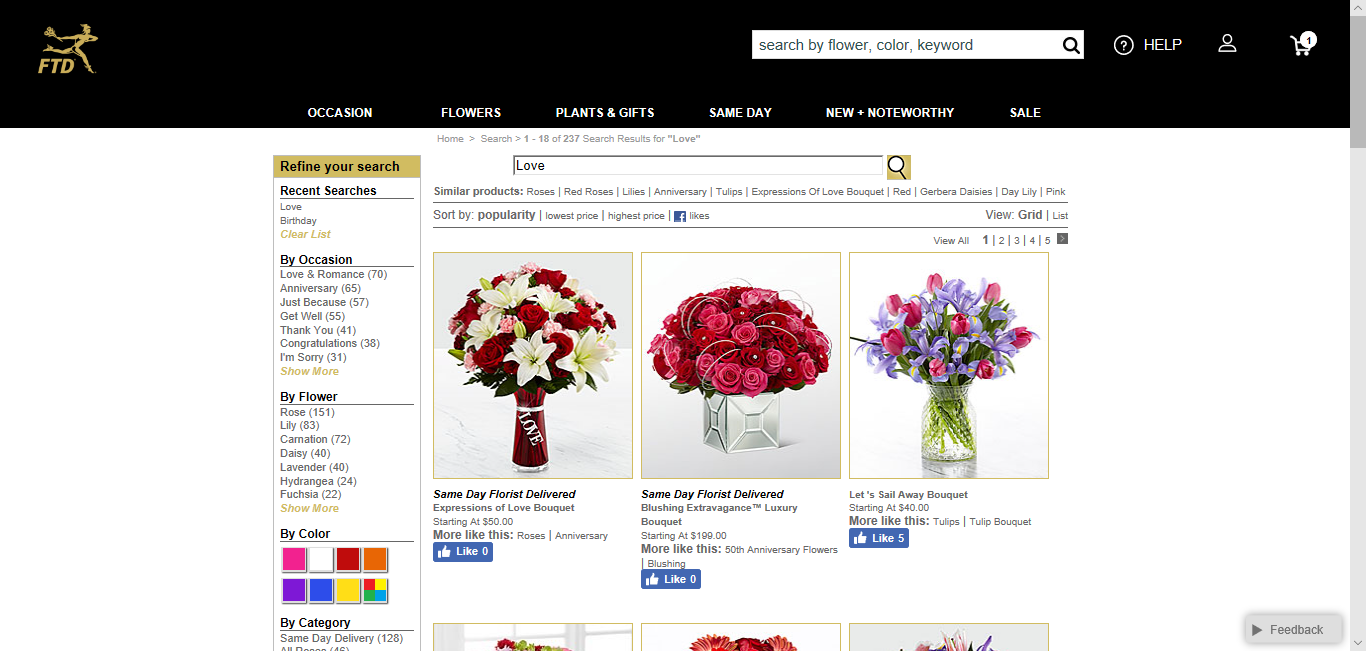 FTD
search by flower, color, keyword
? HELP
1
OCCASION FLOWERS PLANTS & GIFTS SAME DAY NEW + NOTEWORTHY SALE
Home > Search > 1 - 18 of 237 Search Results for "Love"
Refine your search
Recent Searches
Love
Birthday
Clear List
By Occasion
Love & Romance (70)
Anniversary (65)
Just Because (57)
Get Well (55)
Thank You (41)
Congratulations (38)
I'm Sorry (31)
Show More
By Flower
Rose (151)
Lily (83)
Carnation (72)
Daisy (40)
Lavender (40)
Hydrangea (24)
Fuchsia (22)
Show More
By Color
By Category
Same Day Delivery (128)
All Roses (46)
Love
Similar products: Roses | Red Roses | Lilies | Anniversary | Tulips | Expressions Of Love Bouquet | Red | Gerbera Daisies | Day Lily | Pink
Sort by: popularity | lowest price | highest price | f likes
View: Grid | List
View All 1 | 2 | 3 | 4 | 5 >
LOVE
Same Day Florist Delivered
Expressions of Love Bouquet
Starting At $50.00
More like this: Roses | Anniversary
Like 0
Same Day Florist Delivered
Blushing Extravagance™ Luxury
Bouquet
Starting At $199.00
More like this: 50th Anniversary Flowers
| Blushing
Like 0
Let 's Sail Away Bouquet
Starting At $40.00
More like this: Tulips | Tulip Bouquet
Like 5
Feedback